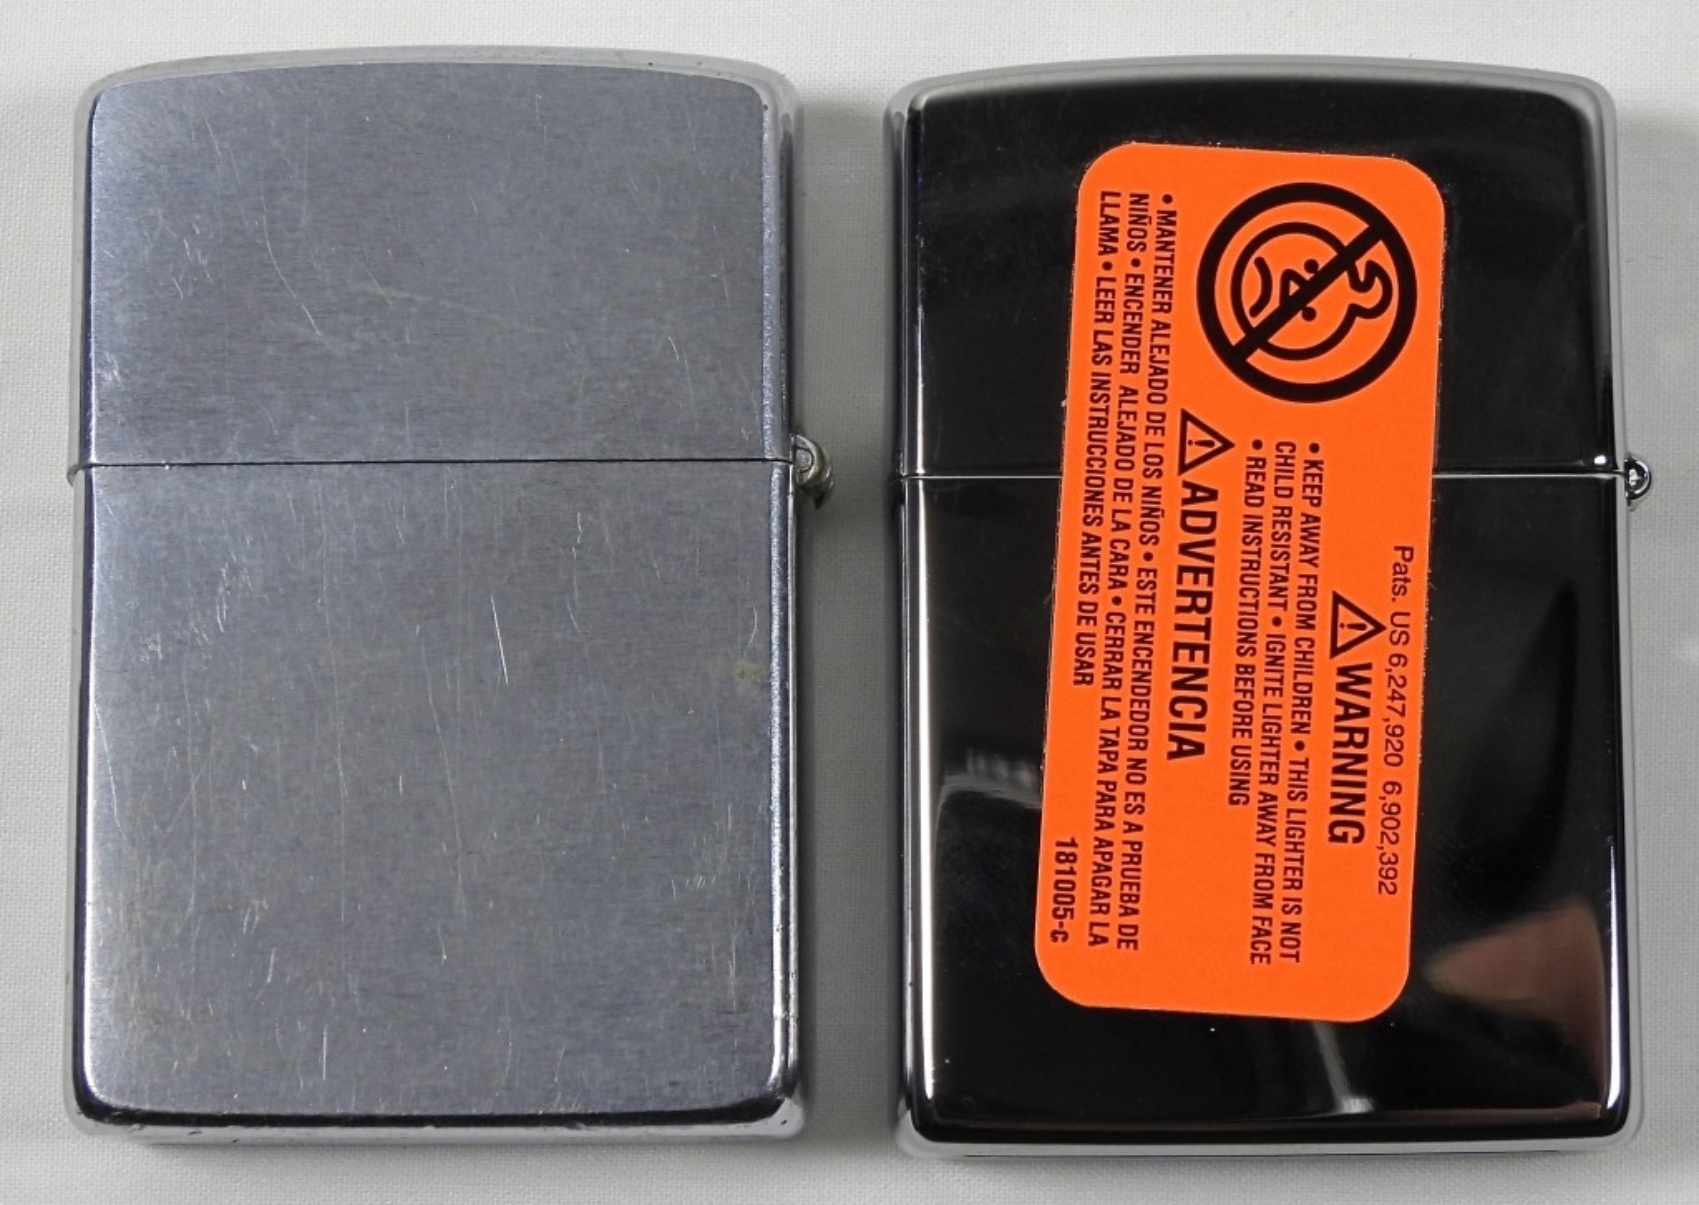 Pats. US 6,247,920 6,902,392
WARNING
• KEEP AWAY FROM CHILDREN • THIS LIGHTER IS NOT
CHILD RESISTANT • IGNITE LIGHTER AWAY FROM FACE
• READ INSTRUCTIONS BEFORE USING
ADVERTENCIA
• MANTENER ALEJADO DE LOS NIÑOS • ESTE ENCENDEDOR NO ES A PRUEBA DE
NIÑOS • ENCENDER ALEJADO DE LA CARA • CERRAR LA TAPA PARA APAGAR LA
LLAMA • LEER LAS INSTRUCCIONES ANTES DE USAR
181005-c